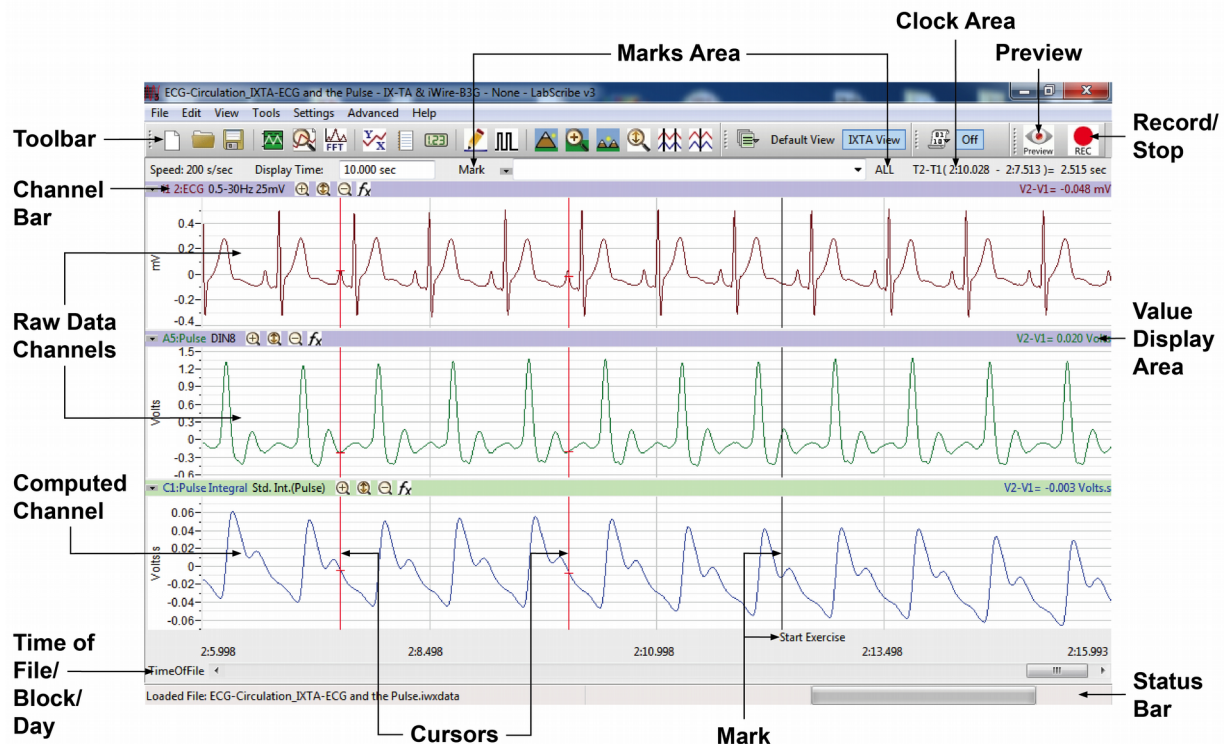 Clock Area
Marks Area
Preview
ECG-Circulation_IXTA-ECG and the Pulse - IX-TA & iWire-B3G - None - LabScribe v3
File Edit View Tools Settings Advanced Help
Toolbar
FFT
Default View
IXTA View
Off
Preview
REC
Record/
Stop
Speed: 200 s/sec Display Time: 10.000 sec Mark ALL T2-T1( 2:10.028 - 2:7.513 )= 2.515 sec
Channel
Bar
2:ECG 0.5-30Hz 25mV fx V2-V1= -0.048 mV
0.4
0.2
0
-0.2
-0.4
mV
Raw Data
Channels
Value
Display
Area
A5:Pulse DIN8 fx V2-V1= 0.020 Volts
1.5
1.2
0.9
0.6
0.3
0
-0.3
-0.6
Volts
Computed
Channel
C1:Pulse Integral Std. Int.(Pulse) fx V2-V1= -0.003 Volts.s
0.06
0.04
0.02
0
-0.02
-0.04
-0.06
Volts.s
Start Exercise
2:5.998 2:8.498 2:10.998 2:13.498 2:15.993
Time of
File/
Block/
Day
TimeOfFile
Loaded File: ECG-Circulation_IXTA-ECG and the Pulse.iwxdata
Status
Bar
Cursors
Mark